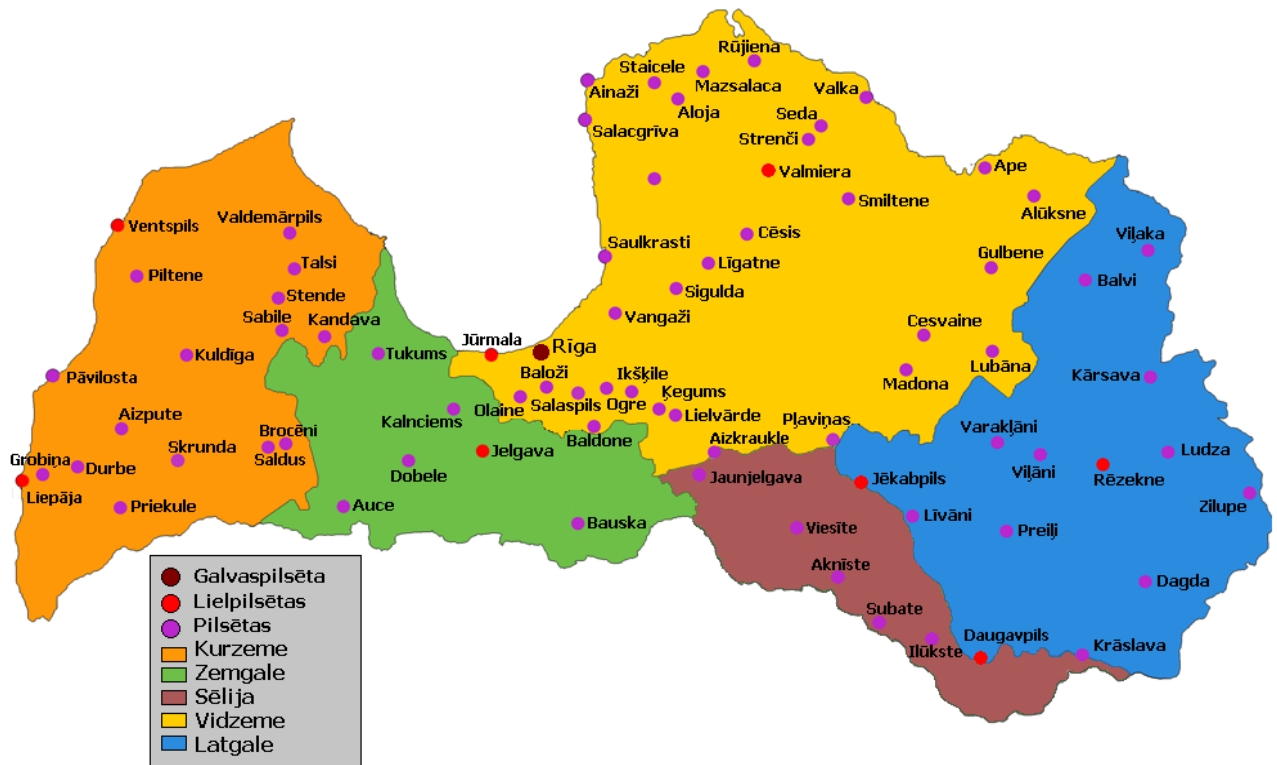 Rūjiena
Staicele
Mazsalaca
Ainaži
Aloja
Valka
Salacgrīva
Seda
Strenči
Valmiera
Ape
Smiltene
Alūksne
Ventspils
Valdemārpils
Cēsis
Viļaka
Saulkrasti
Līgatne
Gulbene
Piltene
Talsi
Balvi
Sigulda
Stende
Vangaži
Sabile
Kandava
Cesvaine
Jūrmala
Rīga
Kuldīga
Tukums
Lubāna
Pāvilosta
Baloži
Ikšķile
Madona
Kārsava
Olaine
Salaspils
Ogre
Ķegums
Aizpute
Kalnciems
Lielvārde
Pļaviņas
Baldone
Varakļāni
Brocēni
Aizkraukle
Skrunda
Saldus
Jelgava
Viļāni
Ludza
Grobiņa
Durbe
Dobele
Jaunjelgava
Jēkabpils
Rēzekne
Liepāja
Priekule
Auce
Zilupe
Bauska
Viesīte
Līvāni
Preiļi
Aknīste
Dagda
Subate
Ilūkste
Daugavpils
Krāslava
Galvaspilsēta
Lielpilsētas
Pilsētas
Kurzeme
Zemgale
Sēlija
Vidzeme
Latgale